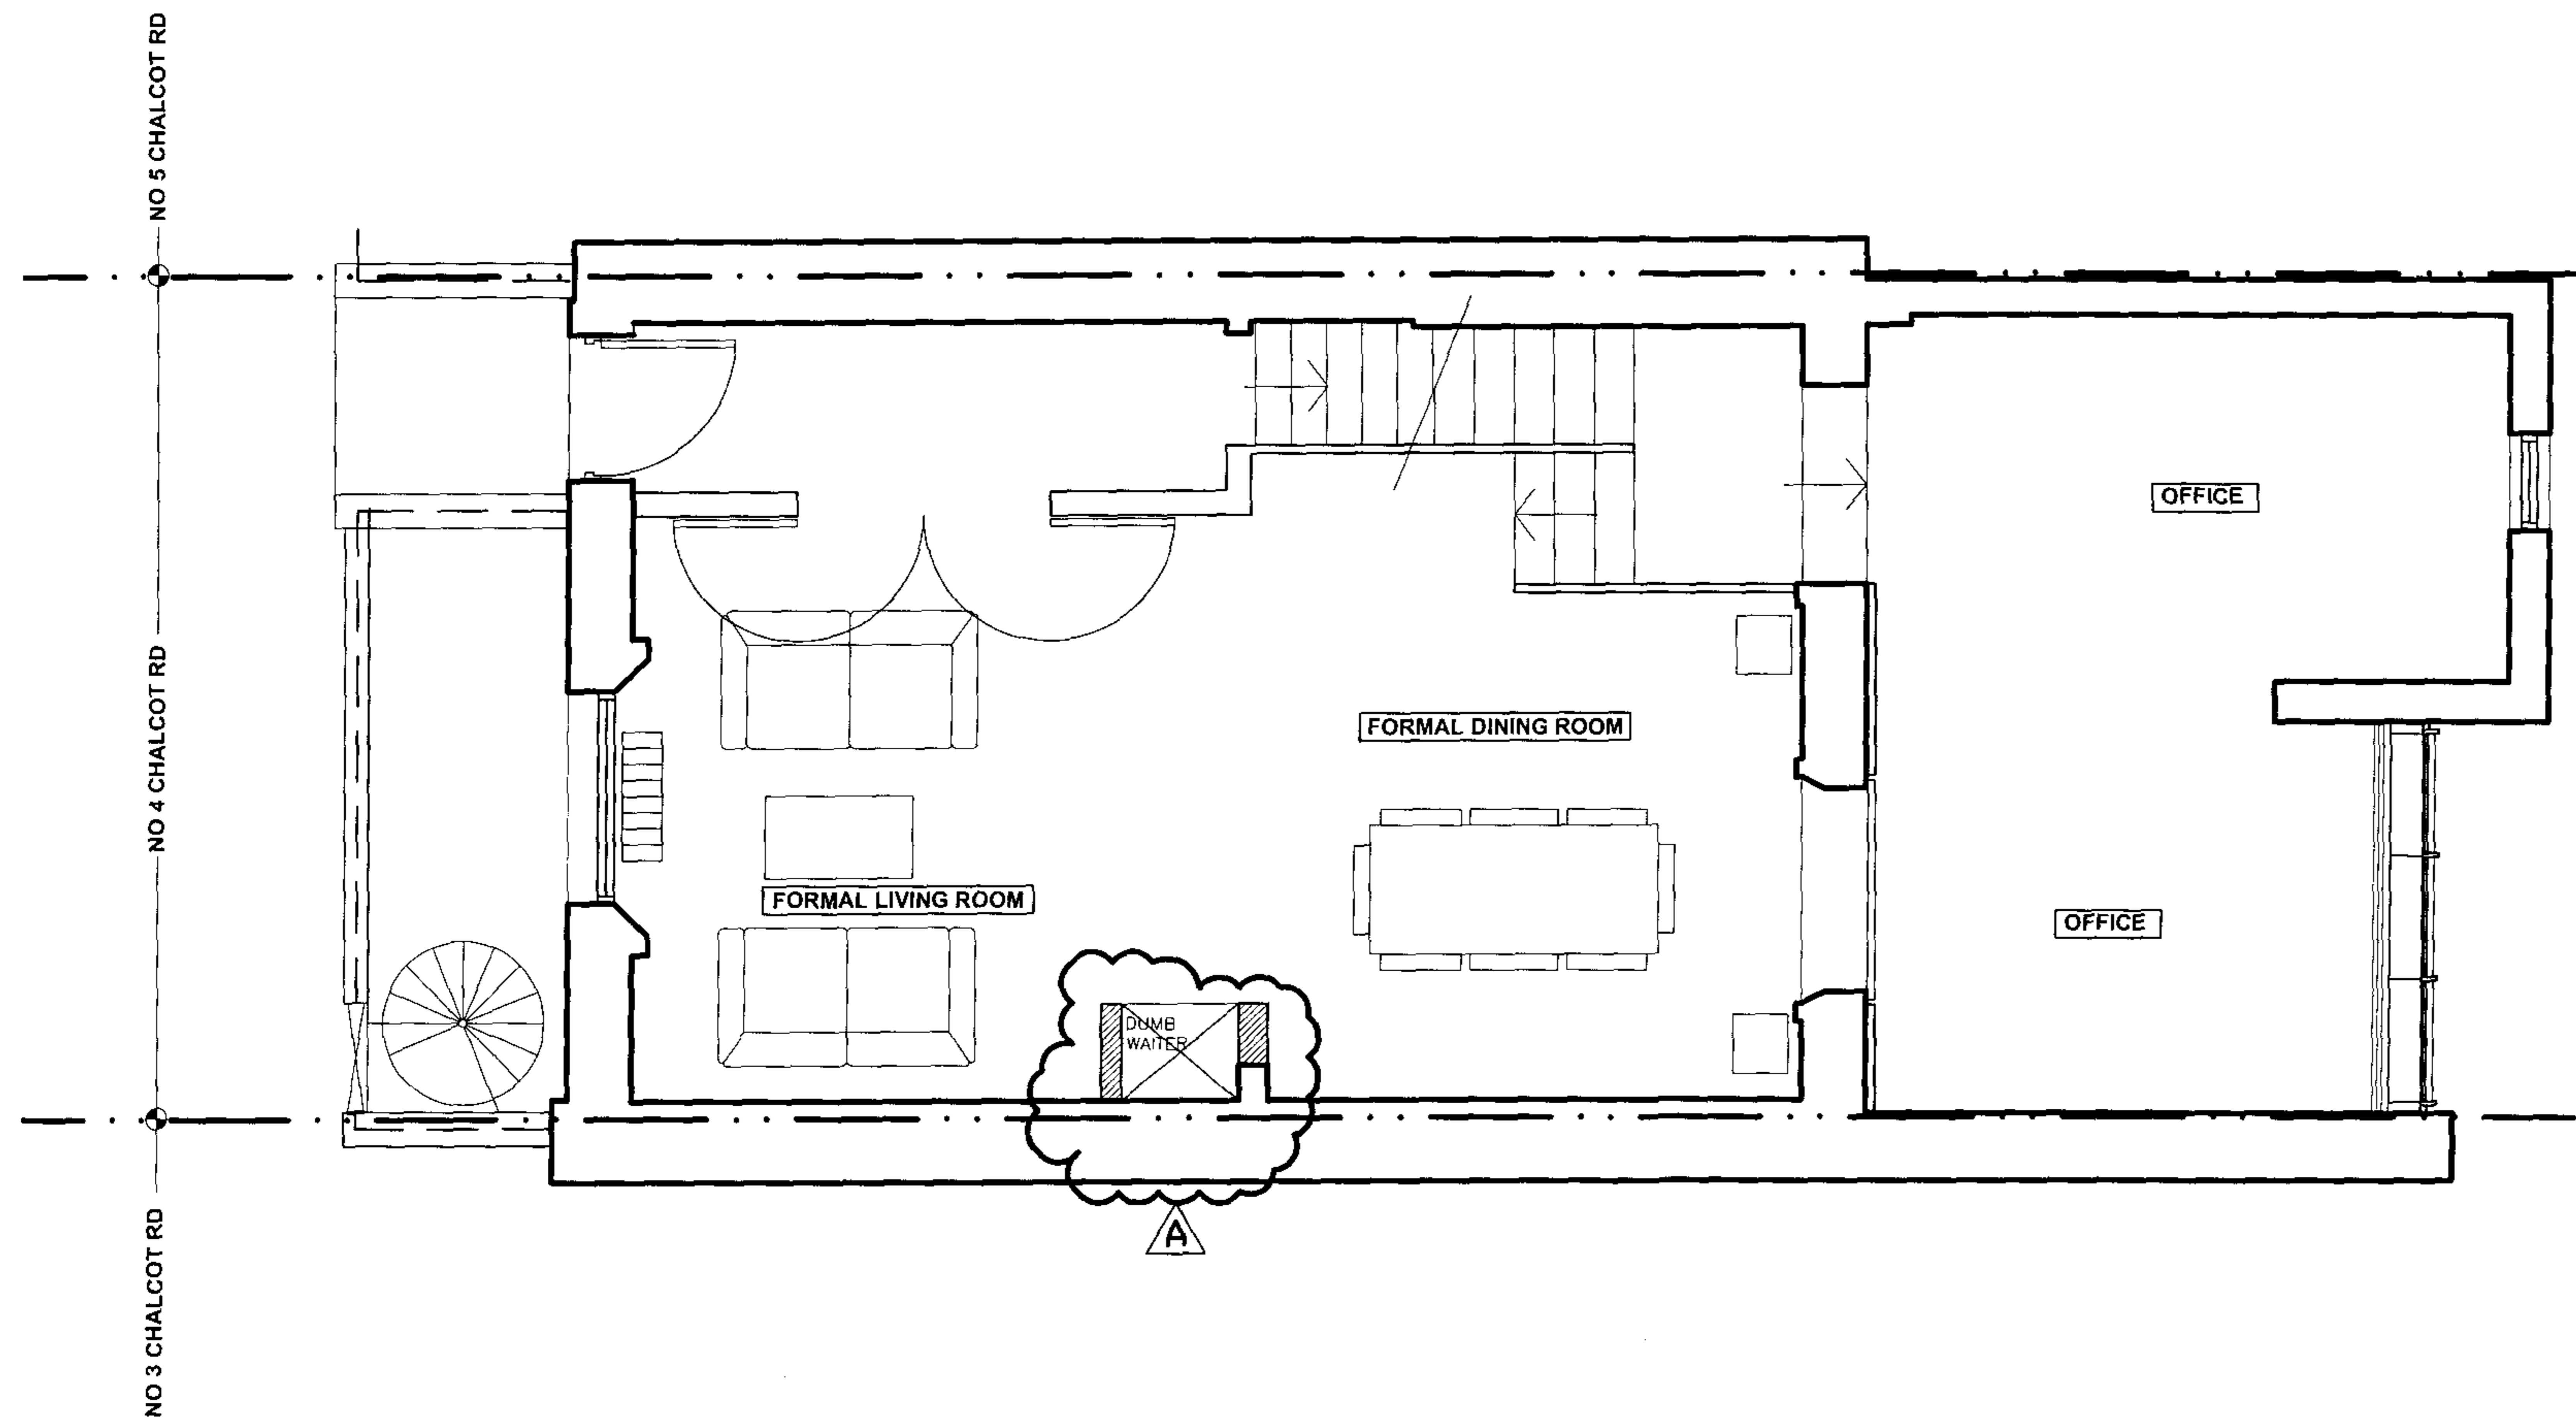 NO 5 CHALCOT RD
NO 4 CHALCOT RD
NO 3 CHALCOT RD
OFFICE
FORMAL DINING ROOM
FORMAL LIVING ROOM
OFFICE
DUMB
WAITER
A